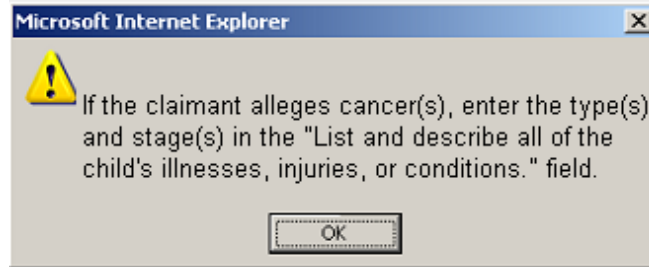 Microsoft Internet Explorer
If the claimant alleges cancer(s), enter the type(s)
and stage(s) in the "List and describe all of the
child's illnesses, injuries, or conditions." field.
OK